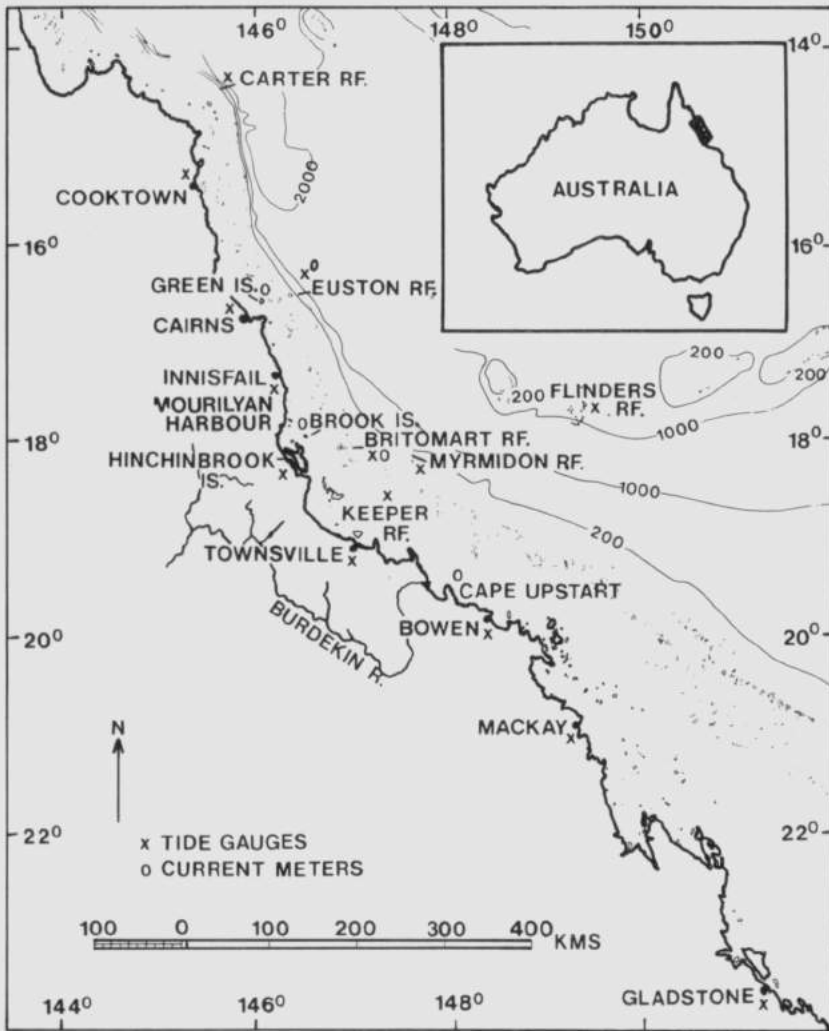 146⁰ 148⁰ 150⁰
14⁰
CARTER RF.
2000
COOKTOWN
AUSTRALIA
16⁰ 16⁰
GREEN IS.
EUSTON RF.
CAIRNS
200
200
INNISFAIL
200 FLINDERS
RF.
MOURILYAN
HARBOUR
BROOK IS.
1000
18⁰ 18⁰
BRITOMART RF.
HINCHINBROOK
IS.
MYRMIDON RF.
1000
KEEPER
RF.
200
TOWNSVILLE
CAPE UPSTART
BURDEKIN R.
BOWEN
20⁰ 20⁰
MACKAY
N
22⁰ 22⁰
x TIDE GAUGES
o CURRENT METERS
100 0 100 200 300 400 KMS
GLADSTONE
144⁰ 146⁰ 148⁰